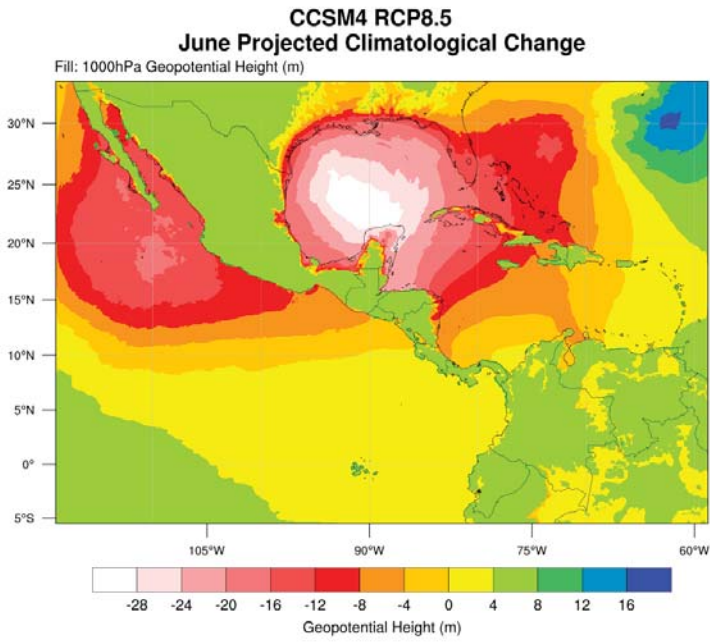 CCSM4 RCP8.5
June Projected Climatological Change
Fill: 1000hPa Geopotential Height (m)
30°N
25°N
20°N
15°N
10°N
5°N
0°
5°S
105°W 90°W 75°W 60°W
-28 -24 -20 -16 -12 -8 -4 0 4 8 12 16
Geopotential Height (m)